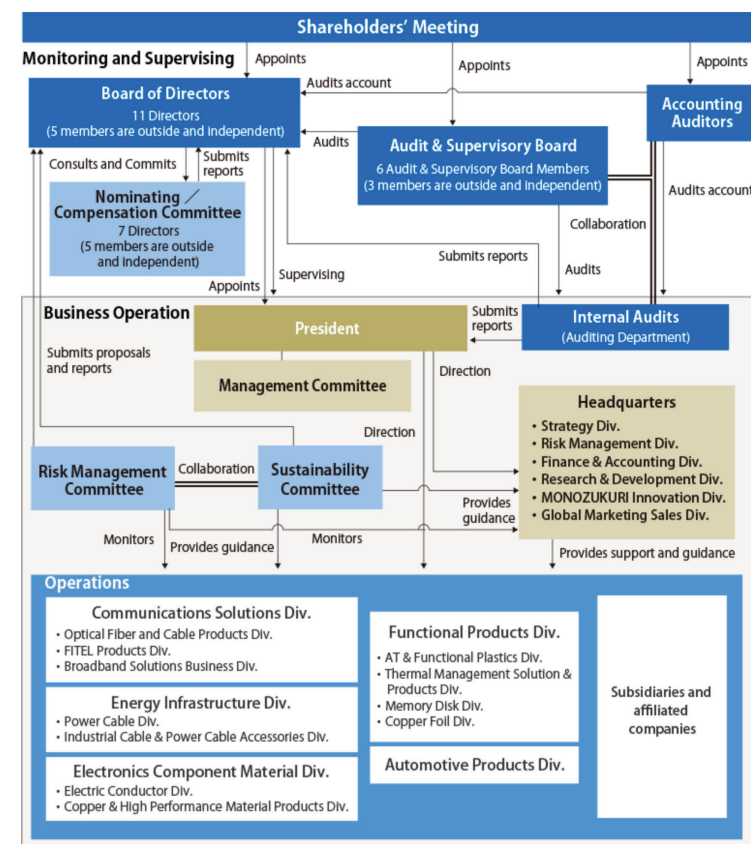 Shareholders' Meeting
Monitoring and Supervising
Appoints
Appoints
Appoints
Board of Directors
11 Directors
(5 members are outside and independent)
Audits account
Accounting
Auditors
Audits
Audit & Supervisory Board
6 Audit & Supervisory Board Members
(3 members are outside and independent)
Consults and Commits
Submits
reports
Nominating ／
Compensation Committee
7 Directors
(5 members are outside
and independent)
Audits account
Collaboration
Submits reports
Audits
Appoints
Supervising
Business Operation
President
Submits
reports
Internal Audits
(Auditing Department)
Submits proposals
and reports
Management Committee
Direction
Direction
Headquarters
• Strategy Div.
• Risk Management Div.
• Finance & Accounting Div.
• Research & Development Div.
• MONOZUKURI Innovation Div.
• Global Marketing Sales Div.
Risk Management
Committee
Collaboration
Sustainability
Committee
Provides
guidance
Monitors
Provides guidance
Monitors
Provides support and guidance
Operations
Communications Solutions Div.
• Optical Fiber and Cable Products Div.
• FITEL Products Div.
• Broadband Solutions Business Div.
Energy Infrastructure Div.
• Power Cable Div.
• Industrial Cable & Power Cable Accessories Div.
Electronics Component Material Div.
• Electric Conductor Div.
• Copper & High Performance Material Products Div.
Functional Products Div.
• AT & Functional Plastics Div.
• Thermal Management Solution &
Products Div.
• Memory Disk Div.
• Copper Foil Div.
Automotive Products Div.
Subsidiaries and
affiliated
companies